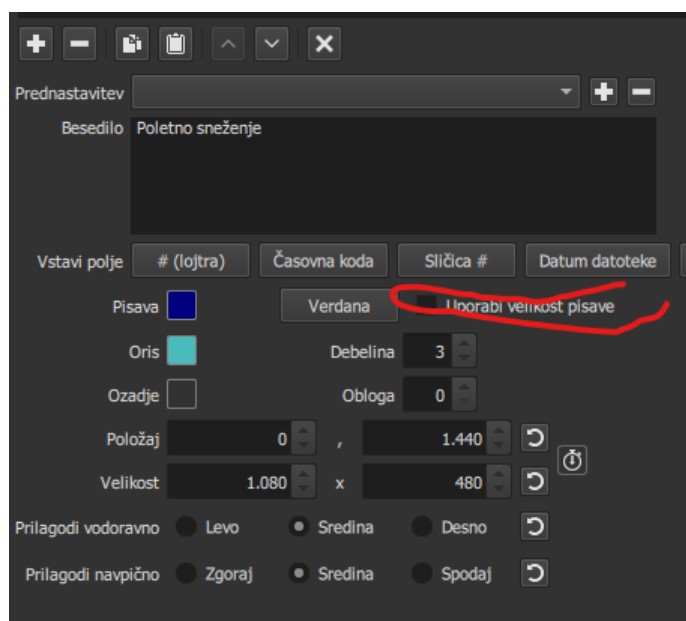 Prednastavitev
Besedilo Poletno sneženje
Vstavi polje # (lojtra) Časovna koda Sličica # Datum datoteke
Pisava Verdana Uporabi velikost pisave
Oris Debelina 3
Ozadje Obloga 0
Položaj 0 , 1.440
Velikost 1.080 x 480
Prilagodi vodoravno Levo Sredina Desno
Prilagodi navpično Zgoraj Sredina Spodaj